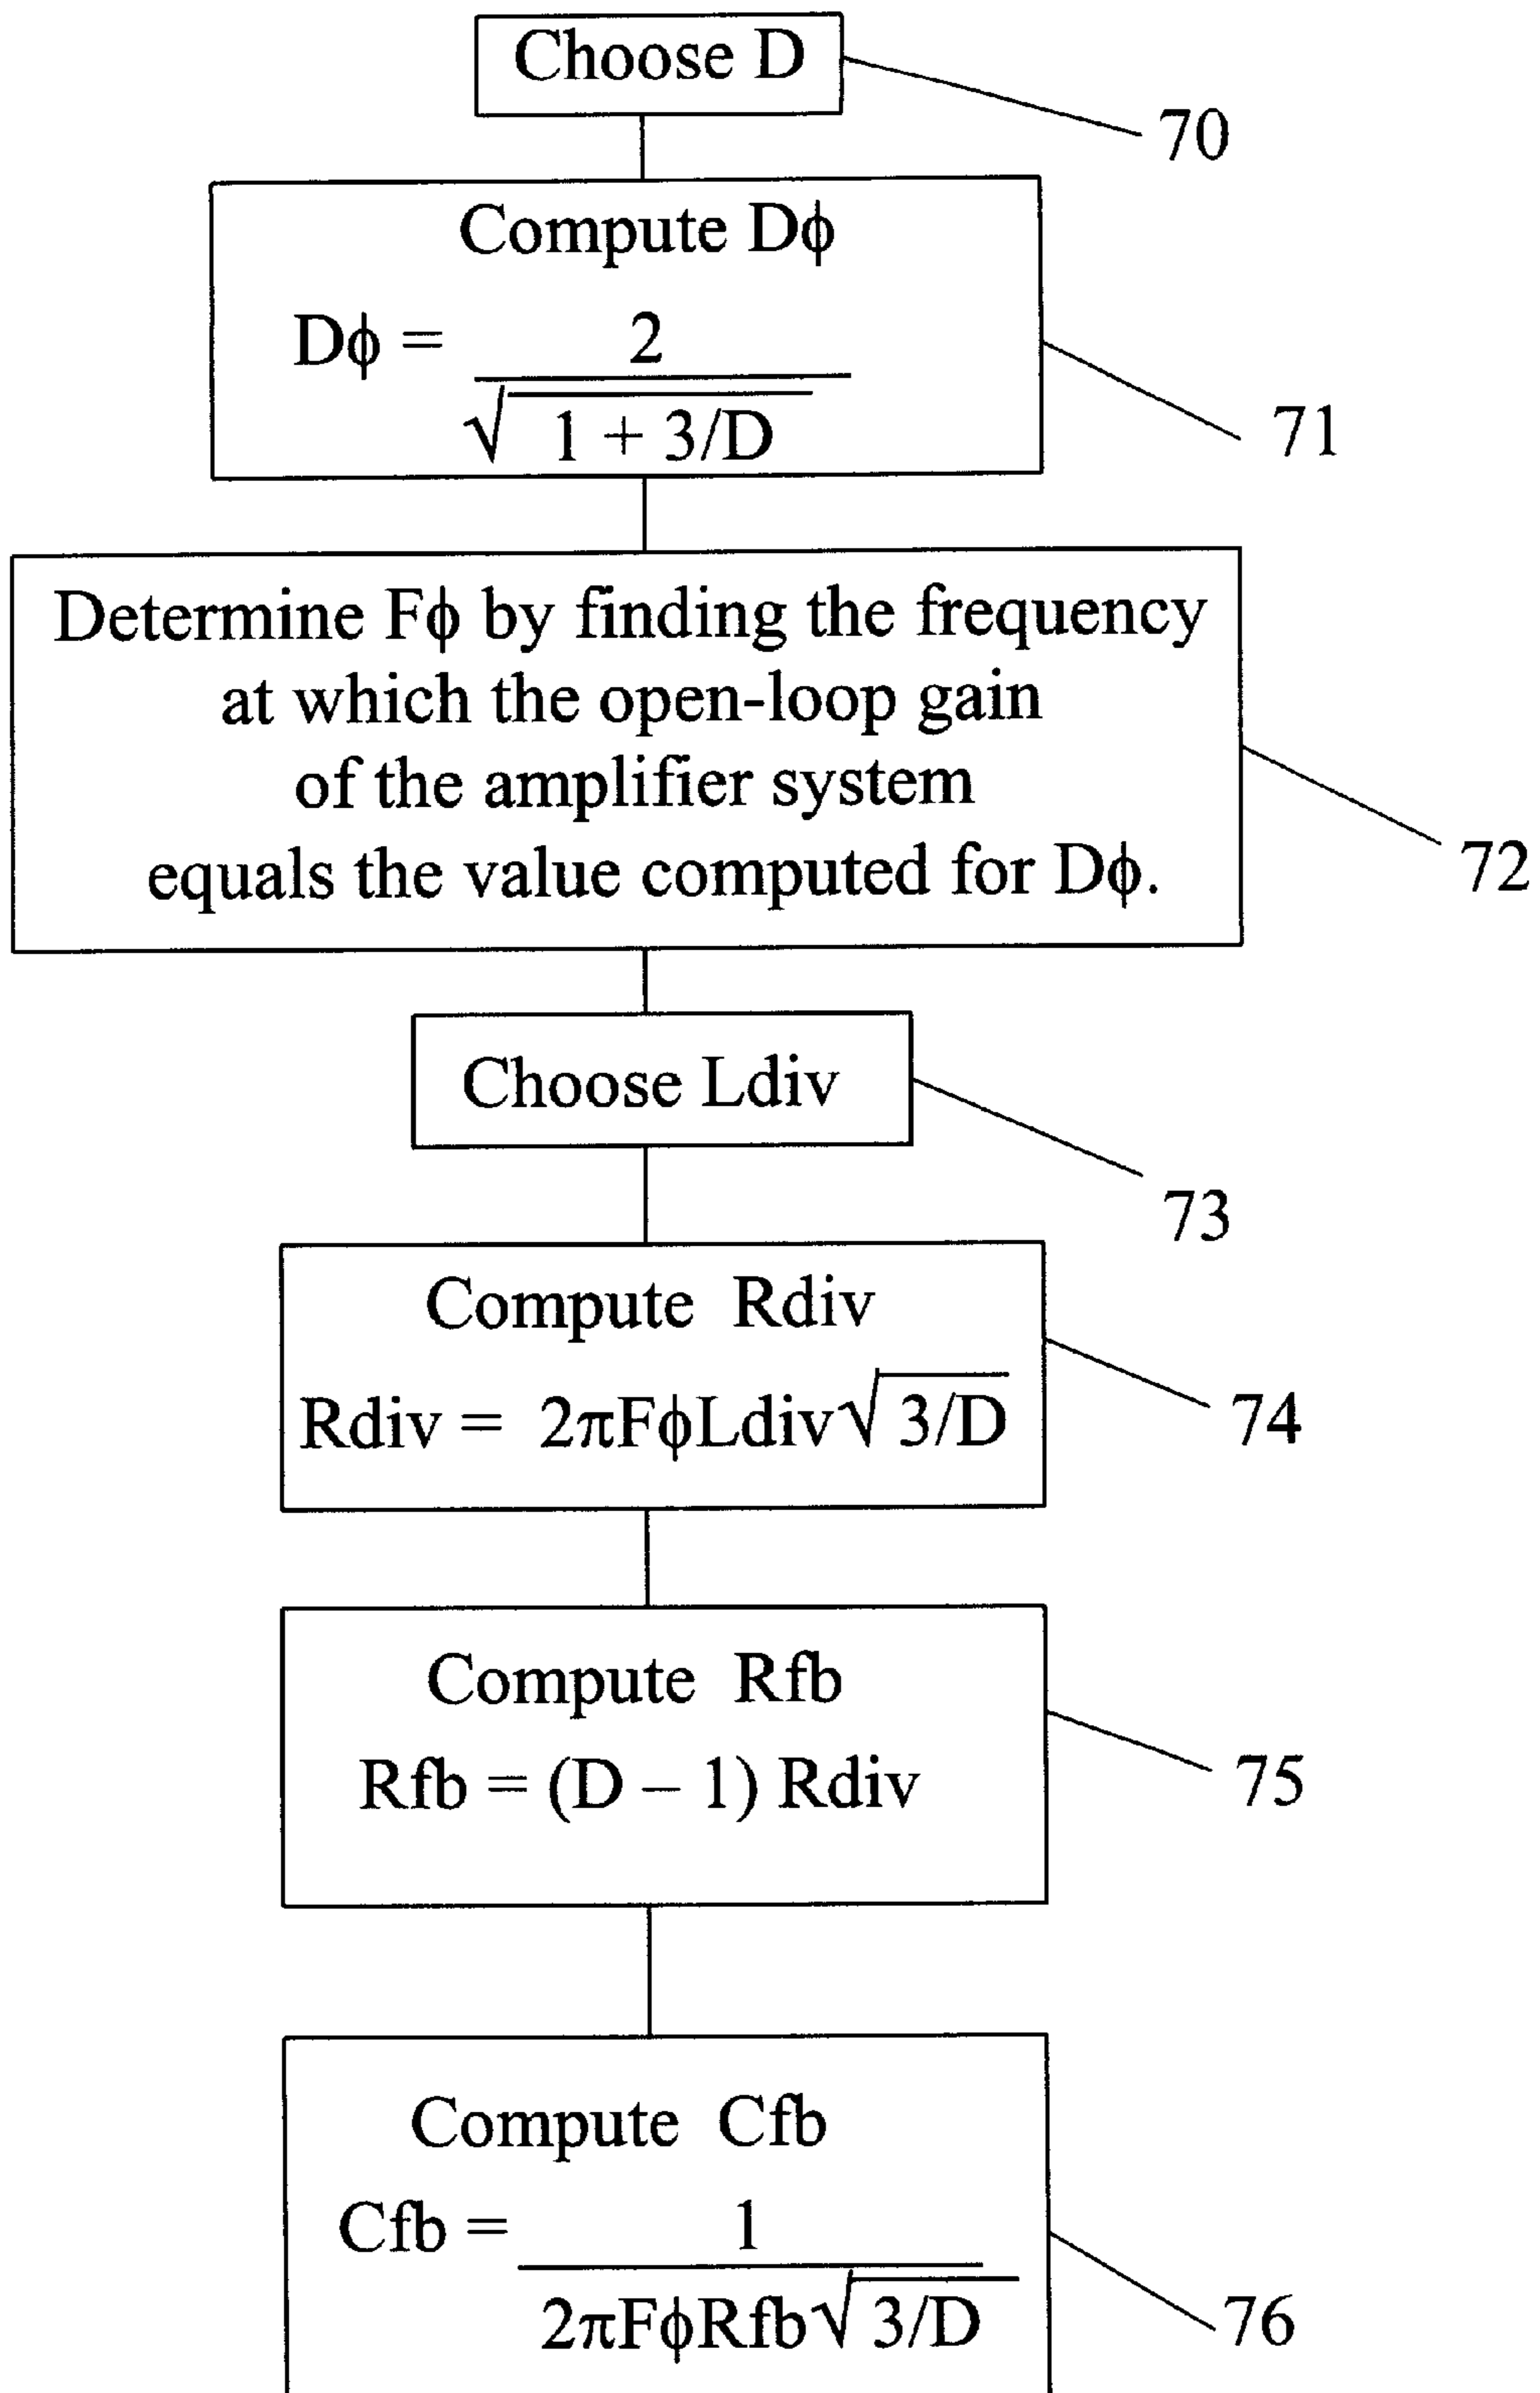 Choose D
70
Compute Dϕ
Dϕ = 2
√ 1 + 3/D
71
Determine Fϕ by finding the frequency
at which the open-loop gain
of the amplifier system
equals the value computed for Dϕ.
72
Choose Ldiv
73
Compute Rdiv
Rdiv = 2πFϕLdiv√ 3/D
74
Compute Rfb
Rfb = (D – 1) Rdiv
75
Compute Cfb
Cfb = 1
2πFϕRfb√ 3/D
76